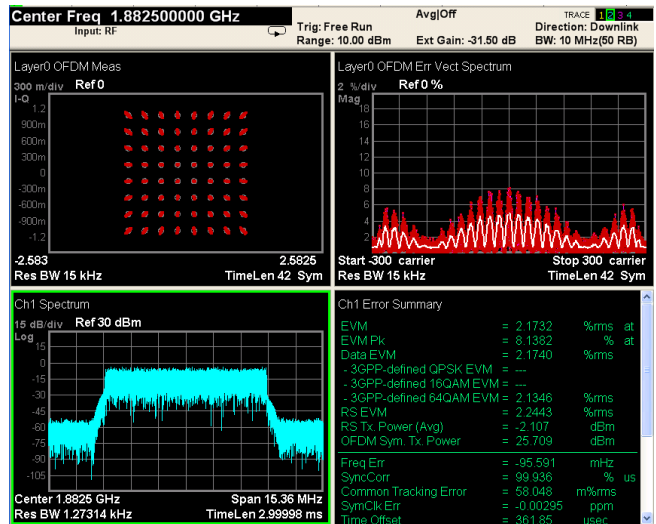 Center Freq 1.882500000 GHz
Input: RF
Trig: Free Run
Range: 10.00 dBm
Avg|Off
Ext Gain: -31.50 dB
TRACE 1 2 3 4
Direction: Downlink
BW: 10 MHz(50 RB)
Layer0 OFDM Meas
300 m/div Ref 0
I-Q
1.2
900m
600m
300m
0
-300m
-600m
-900m
-1.2
-2.583 2.5825
Res BW 15 kHz TimeLen 42 Sym
Layer0 OFDM Err Vect Spectrum
2 %/div Ref 0 %
Mag
18
16
14
12
10
8
6
4
2
Start -300 carrier Stop 300 carrier
Res BW 15 kHz TimeLen 42 Sym
Ch1 Spectrum
15 dB/div Ref 30 dBm
Log
15
0
-15
-30
-45
-60
-75
-90
-105
Center 1.8825 GHz Span 15.36 MHz
Res BW 1.27314 kHz TimeLen 2.99998 ms
Ch1 Error Summary
EVM = 2.1732 %rms at
EVM Pk = 8.1382 % at
Data EVM = 2.1740 %rms
- 3GPP-defined QPSK EVM = ---
- 3GPP-defined 16QAM EVM = ---
- 3GPP-defined 64QAM EVM = 2.1346 %rms
RS EVM = 2.2443 %rms
RS Tx. Power (Avg) = -2.107 dBm
OFDM Sym. Tx. Power = 25.709 dBm
Freq Err = -95.591 mHz
SyncCorr = 99.936 % us
Common Tracking Error = 58.048 m%rms
SymClk Err = -0.00295 ppm
Time Offset = 361.85 usec